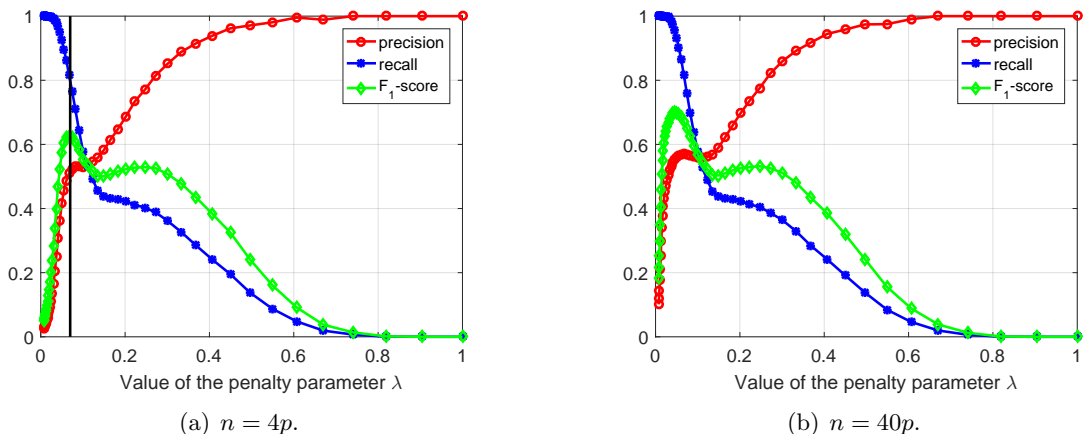 1
0.8
0.6
0.4
0.2
0
precision
recall
F1-score
0 0.2 0.4 0.6 0.8 1
Value of the penalty parameter λ
(a) n = 4p.
1
0.8
0.6
0.4
0.2
0
precision
recall
F1-score
0 0.2 0.4 0.6 0.8 1
Value of the penalty parameter λ
(b) n = 40p.